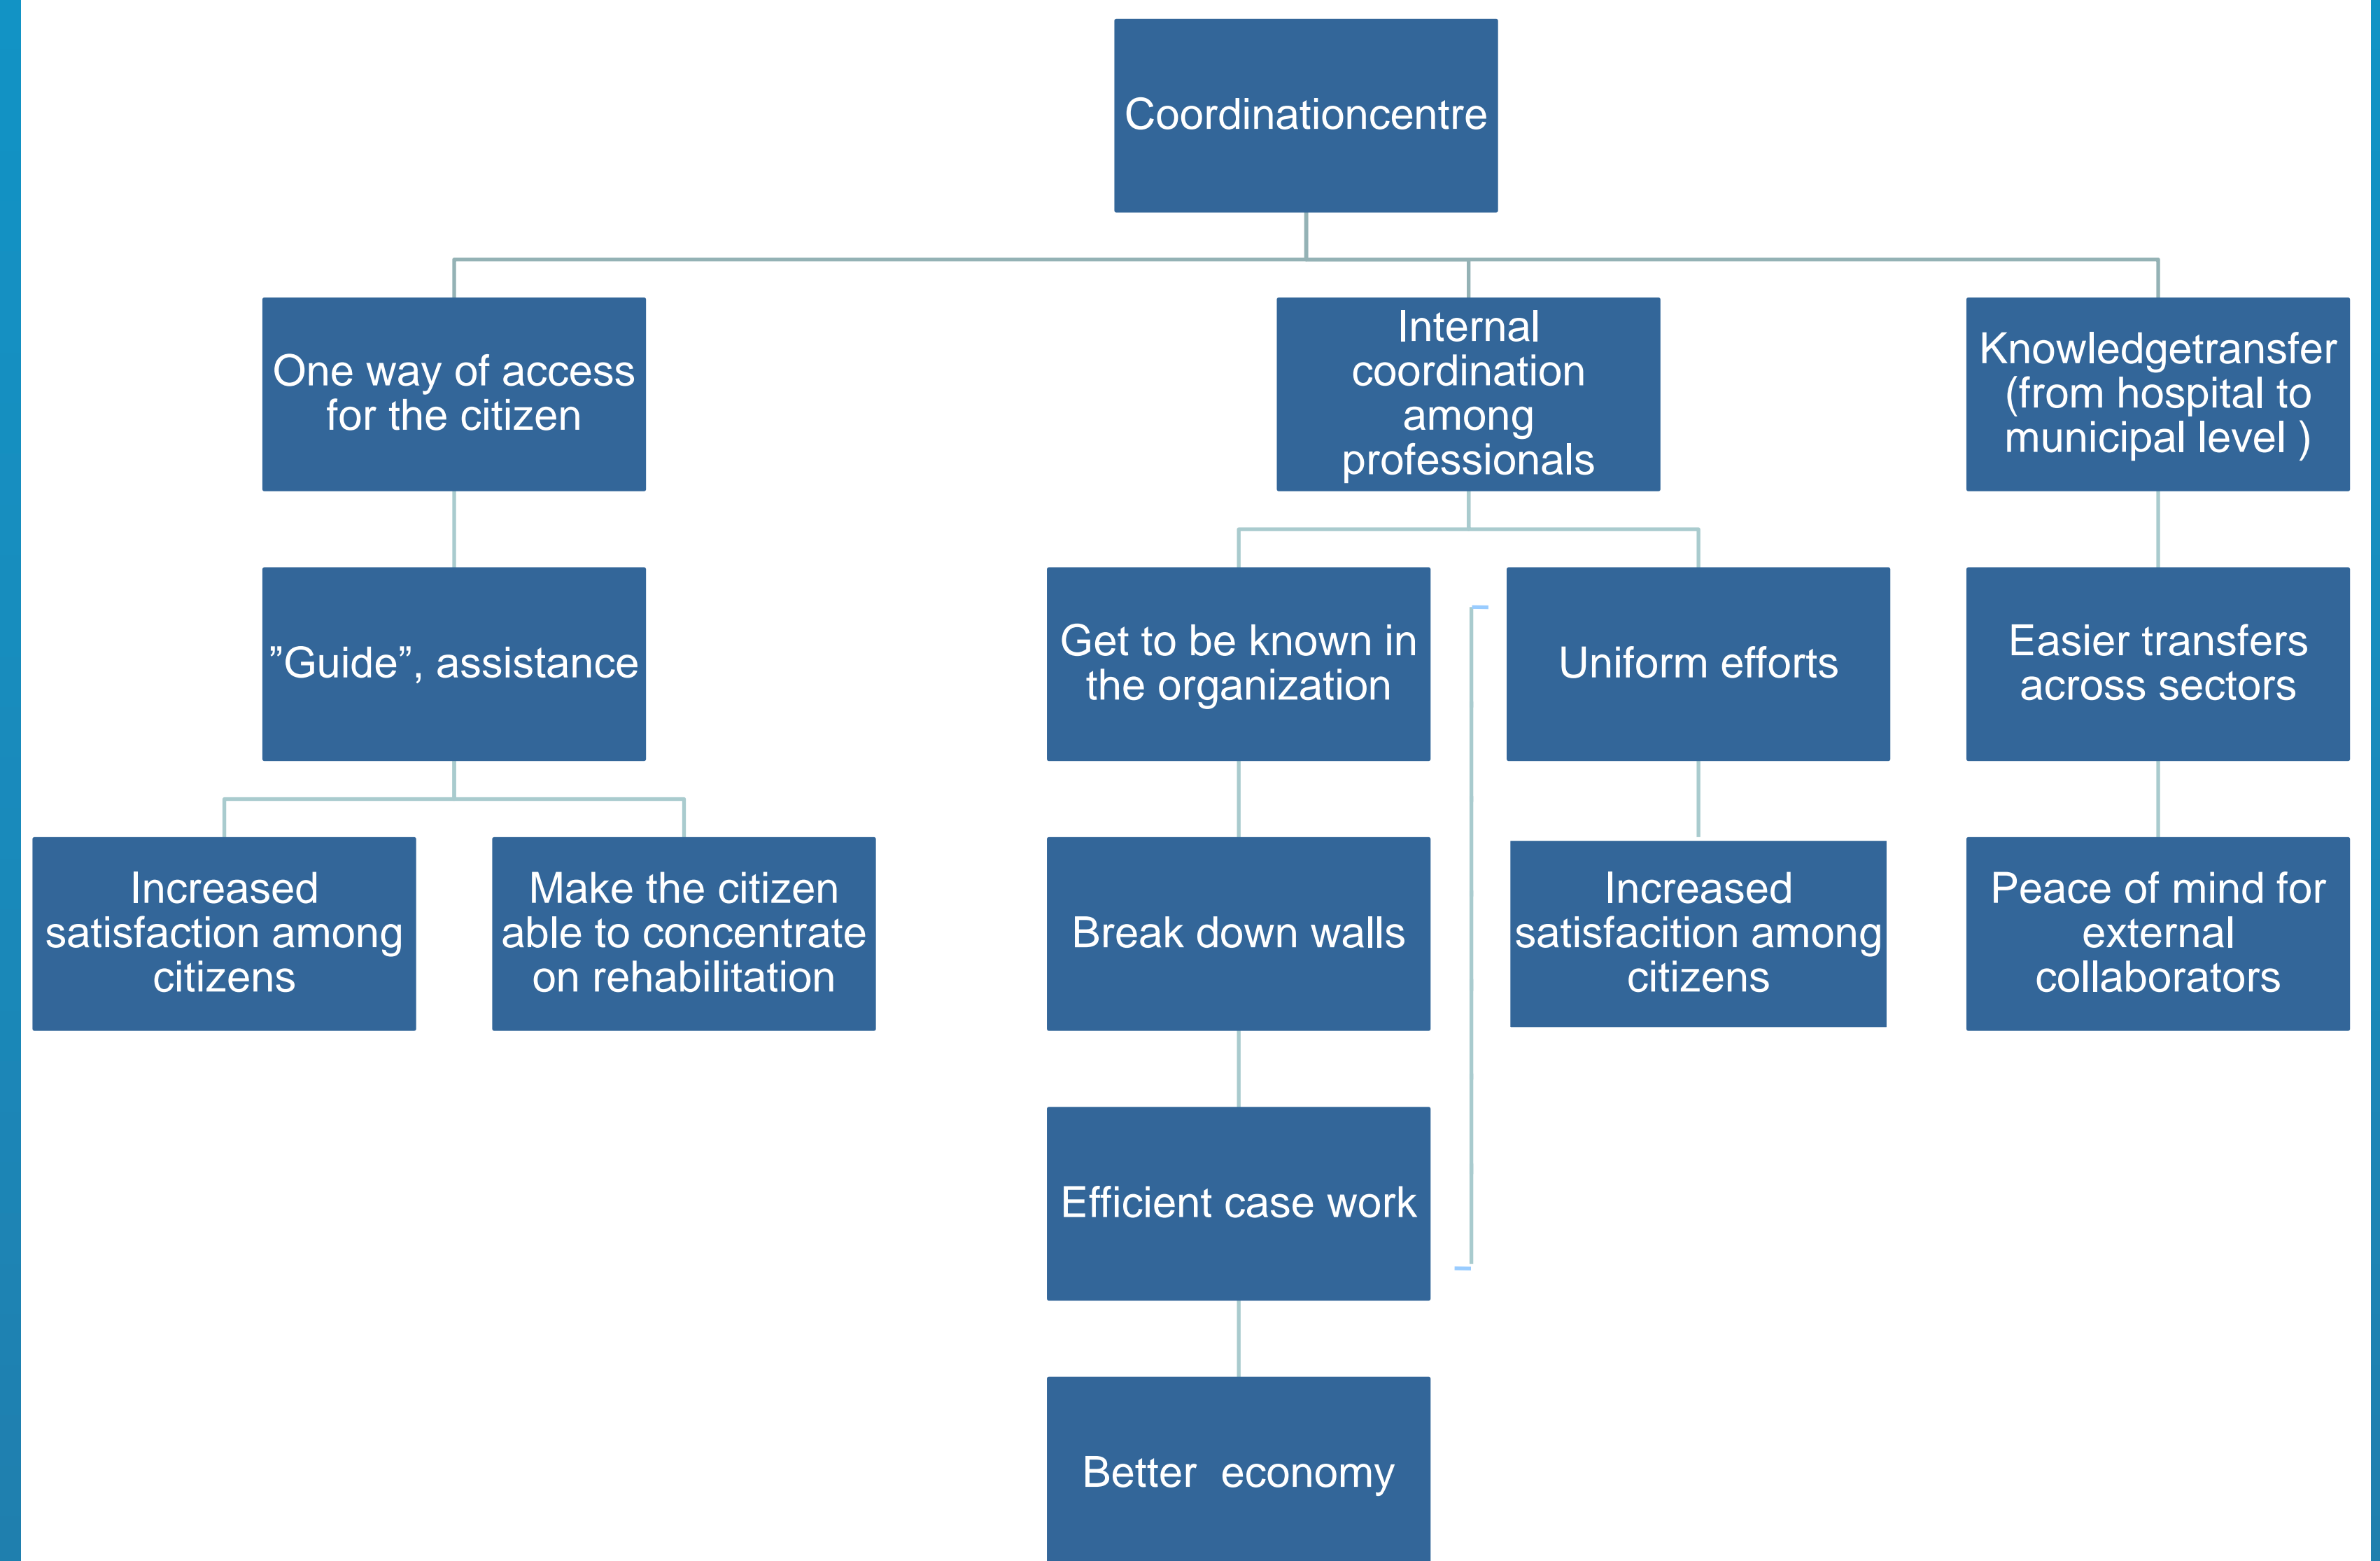 Coordinationcentre
One way of access
for the citizen
Internal
coordination
among
professionals
Knowledgetransfer
(from hospital to
municipal level )
”Guide”, assistance
Get to be known in
the organization
Uniform efforts
Easier transfers
across sectors
Increased
satisfaction among
citizens
Make the citizen
able to concentrate
on rehabilitation
Break down walls
Increased
satisfacition among
citizens
Peace of mind for
external
collaborators
Efficient case work
Better  economy